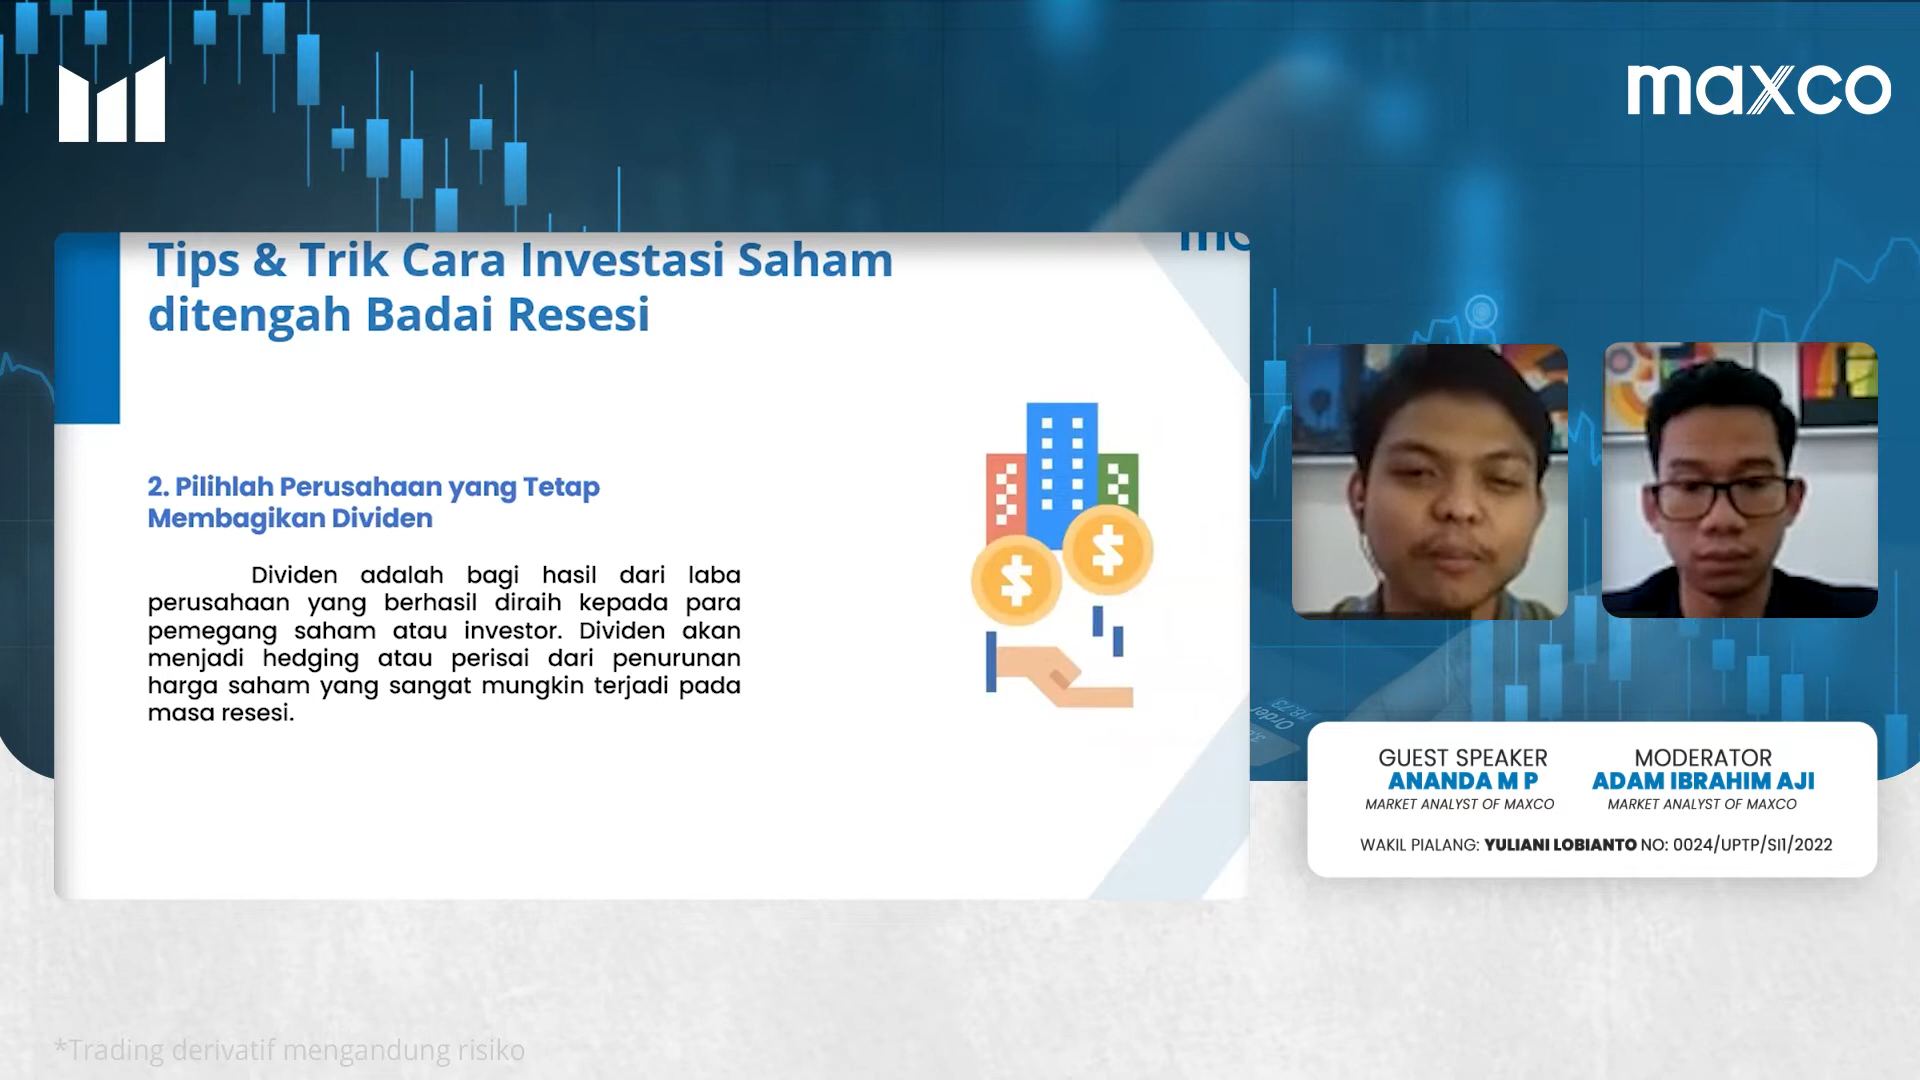 maxco
Tips & Trik Cara Investasi Saham
ditengah Badai Resesi
2. Pilihlah Perusahaan yang Tetap
Membagikan Dividen
Dividen adalah bagi hasil dari laba
perusahaan yang berhasil diraih kepada para
pemegang saham atau investor. Dividen akan
menjadi hedging atau perisai dari penurunan
harga saham yang sangat mungkin terjadi pada
masa resesi.
Order
18,73
GUEST SPEAKER
ANANDA M P
MARKET ANALYST OF MAXCO
MODERATOR
ADAM IBRAHIM AJI
MARKET ANALYST OF MAXCO
WAKIL PIALANG: YULIANI LOBIANTO NO: 0024/UPTP/SI1/2022
*Trading derivatif mengandung risiko